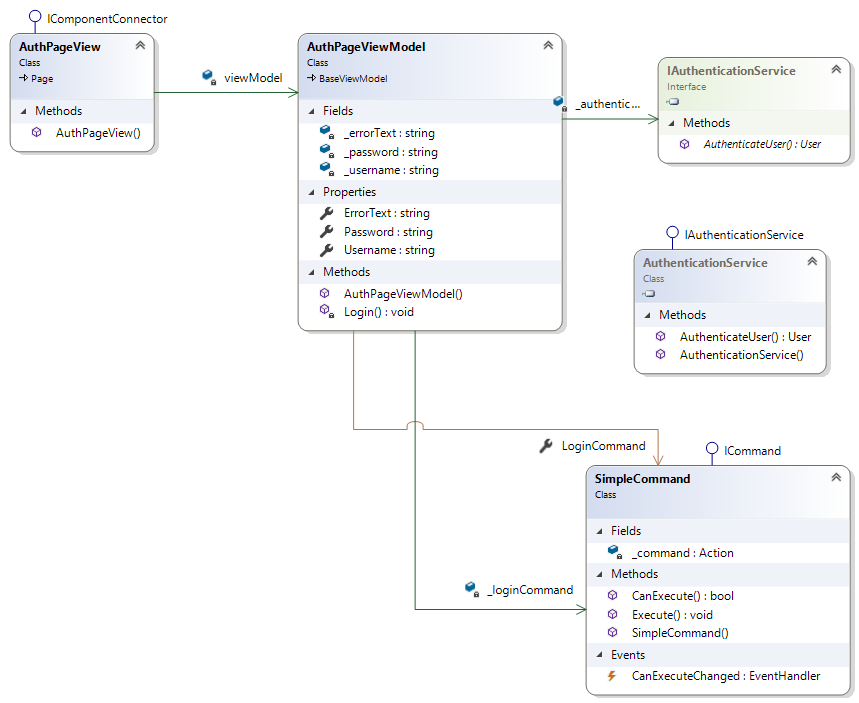 IComponentConnector
AuthPageView
Class
Page
Methods
AuthPageView()
viewModel
AuthPageViewModel
Class
BaseViewModel
Fields
_errorText : string
_password : string
_username : string
Properties
ErrorText : string
Password : string
Username : string
Methods
AuthPageViewModel()
Login() : void
_authentic...
IAuthenticationService
Interface
Methods
AuthenticateUser() : User
IAuthenticationService
AuthenticationService
Class
Methods
AuthenticateUser() : User
AuthenticationService()
LoginCommand
_loginCommand
ICommand
SimpleCommand
Class
Fields
_command : Action
Methods
CanExecute() : bool
Execute() : void
SimpleCommand()
Events
CanExecuteChanged : EventHandler